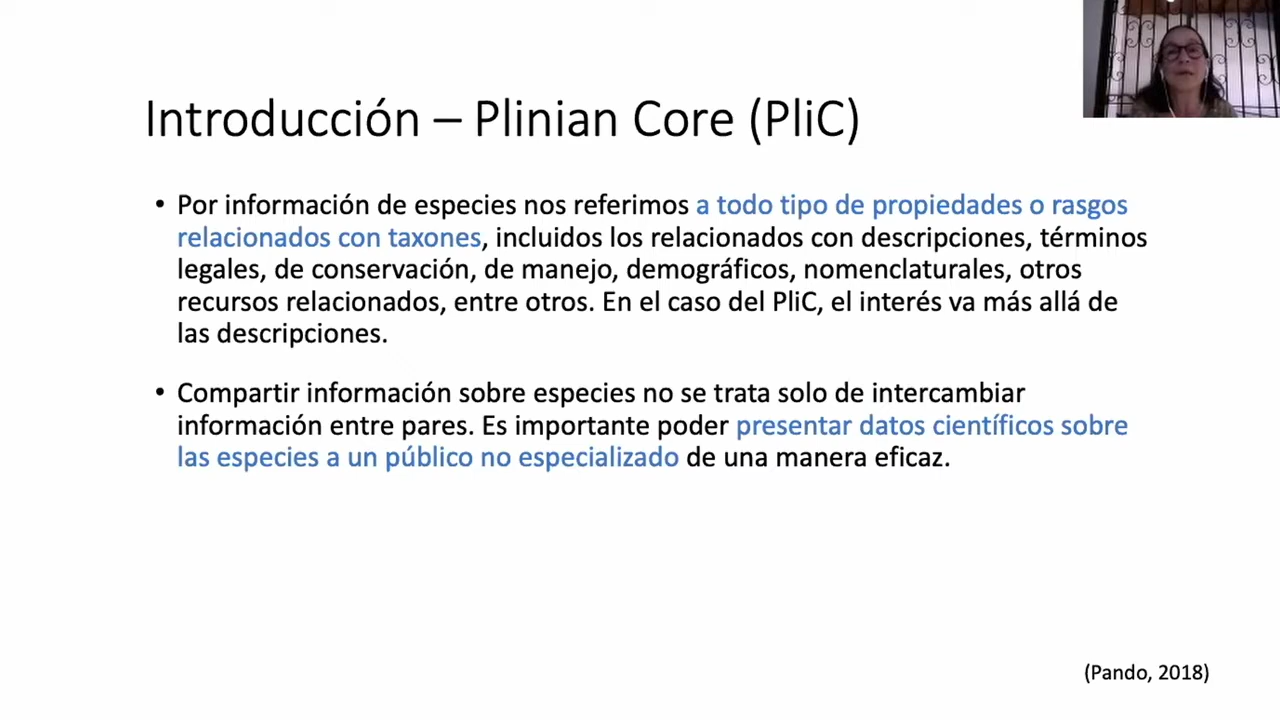 Introducción – Plinian Core (PliC)
• Por información de especies nos referimos a todo tipo de propiedades o rasgos
relacionados con taxones, incluidos los relacionados con descripciones, términos
legales, de conservación, de manejo, demográficos, nomenclaturales, otros
recursos relacionados, entre otros. En el caso del PliC, el interés va más allá de
las descripciones.
• Compartir información sobre especies no se trata solo de intercambiar
información entre pares. Es importante poder presentar datos científicos sobre
las especies a un público no especializado de una manera eficaz.
(Pando, 2018)